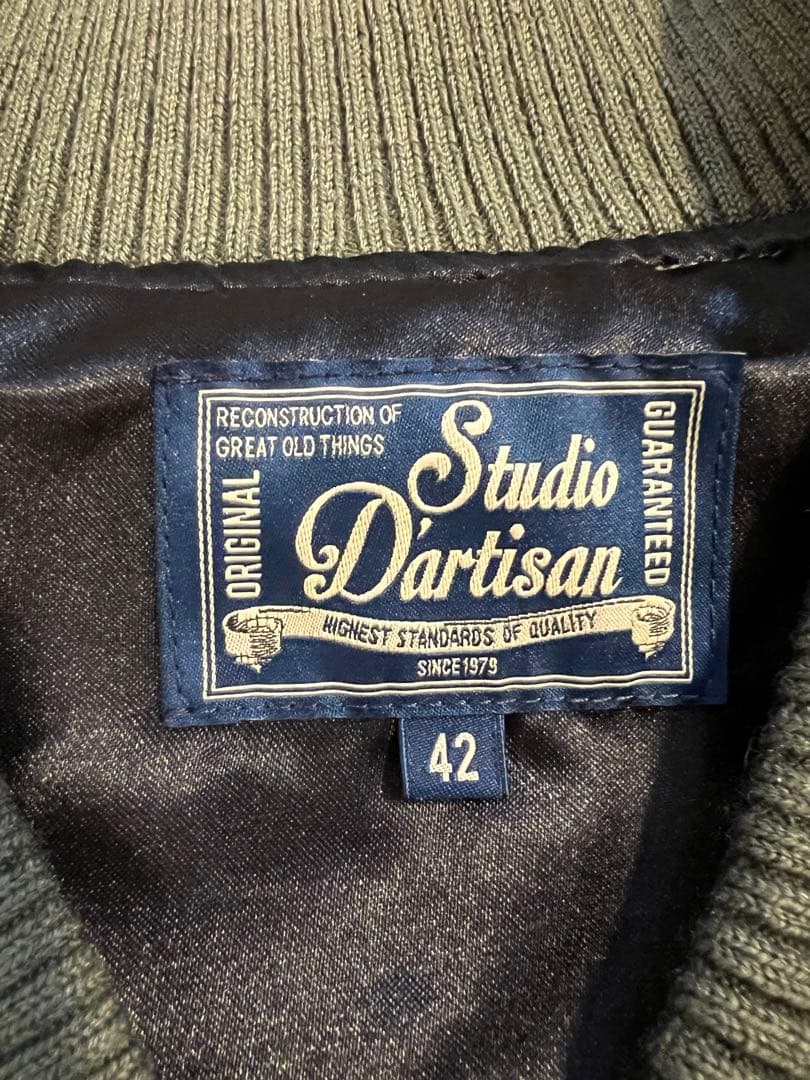 RECONSTRUCTION OF
GREAT OLD THINGS
ORIGINAL
Studio
D'artisan
GUARANTEED
HIGHEST STANDARDS OF QUALITY
SINCE 1979
42